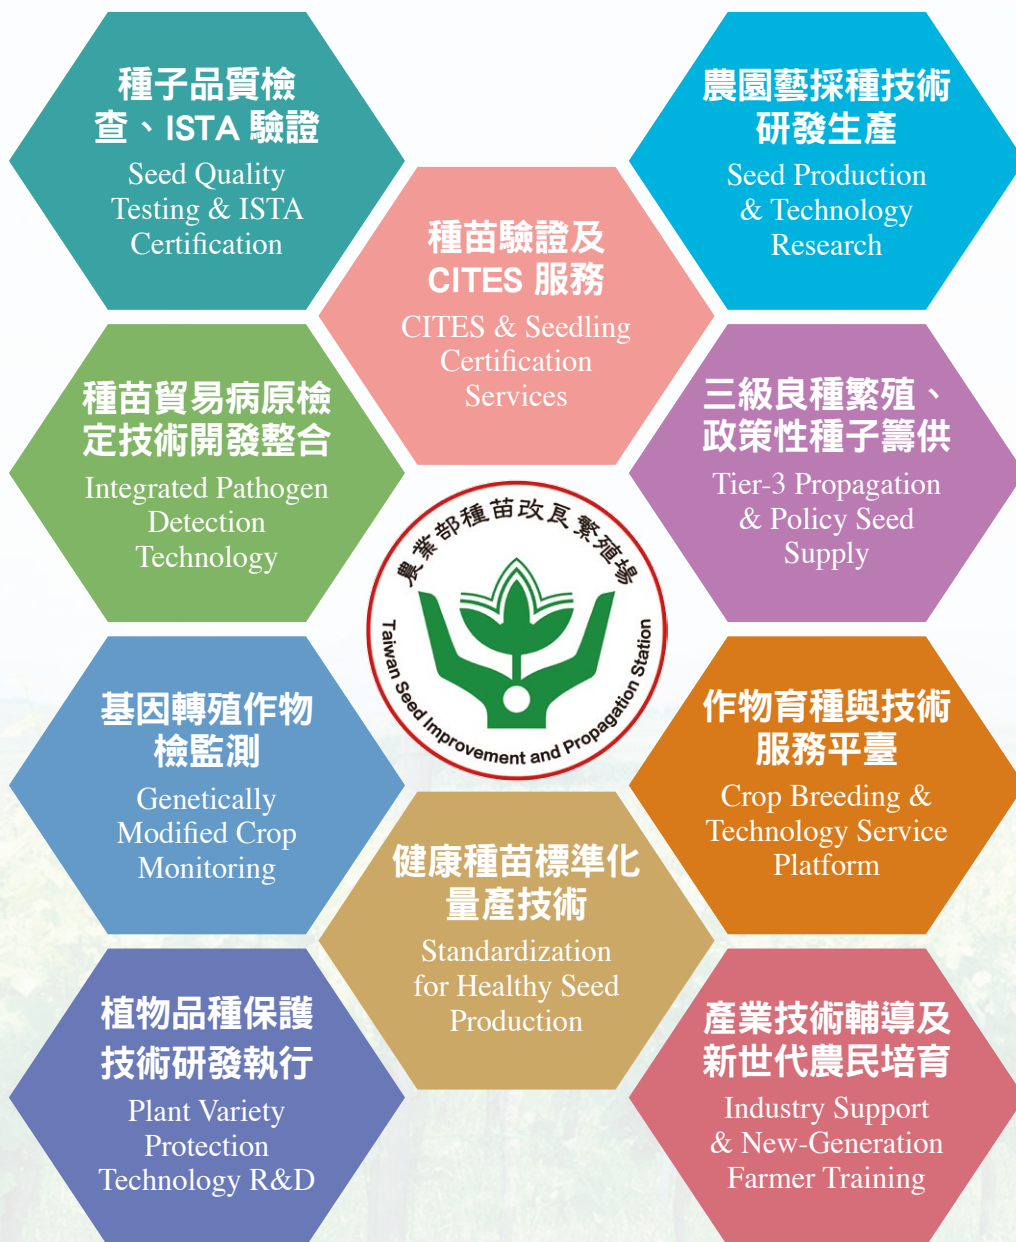 種子品質檢
查、ISTA 驗證
Seed Quality
Testing & ISTA
Certification
農園藝採種技術
研發生產
Seed Production
& Technology
Research
種苗驗證及
CITES 服務
CITES & Seedling
Certification
Services
種苗貿易病原檢
定技術開發整合
Integrated Pathogen
Detection
Technology
三級良種繁殖、
政策性種子籌供
Tier-3 Propagation
& Policy Seed
Supply
農業部種苗改良繁殖場
Taiwan Seed Improvement and Propagation Station
基因轉殖作物
檢監測
Genetically
Modified Crop
Monitoring
作物育種與技術
服務平臺
Crop Breeding &
Technology Service
Platform
健康種苗標準化
量產技術
Standardization
for Healthy Seed
Production
植物品種保護
技術研發執行
Plant Variety
Protection
Technology R&D
產業技術輔導及
新世代農民培育
Industry Support
& New-Generation
Farmer Training